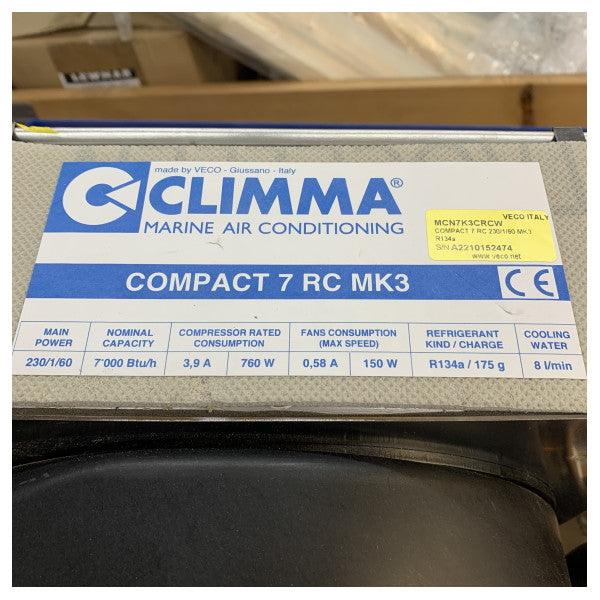 LEWMAR
made by VECO - Giussano - Italy
CLIMMA®
MARINE AIR CONDITIONING
VECO ITALY
MCN7K3CRCW
COMPACT 7 RC 230/1/60 MK3
R134a
S/N A2210152474
www.veco.net
COMPACT 7 RC MK3
CE
MAIN POWER NOMINAL CAPACITY COMPRESSOR RATED CONSUMPTION FANS CONSUMPTION (MAX SPEED) REFRIGERANT KIND / CHARGE COOLING WATER
230/1/60 7'000 Btu/h 3,9 A 760 W 0,58 A 150 W R134a / 175 g 8 l/min